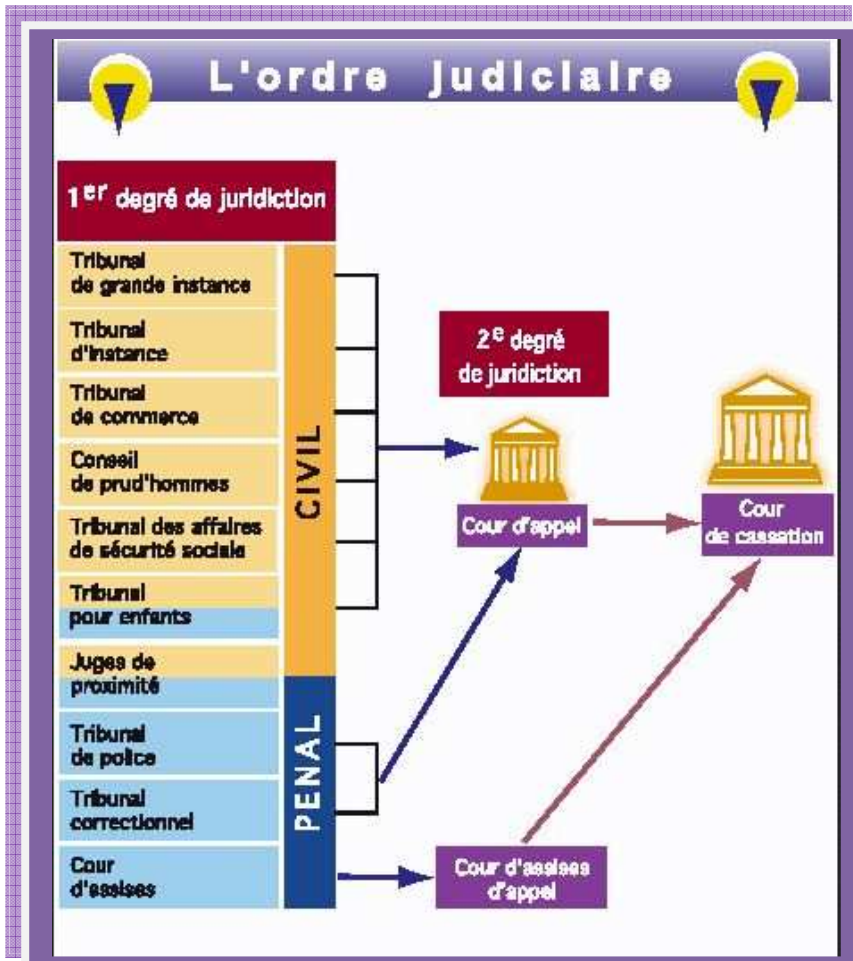 L'ordre judiciaire
1er degré de juridiction
Tribunal
de grande instance
Tribunal
d'instance
Tribunal
de commerce
Conseil
de prud'hommes
Tribunal des affaires
de sécurité sociale
Tribunal
pour enfants
Juges de
proximité
Tribunal
de police
Tribunal
correctionnel
Cour
d'assises
CIVIL
PENAL
2e degré
de juridiction
Cour d'appel
Cour
de cassation
Cour d'assises
d'appel